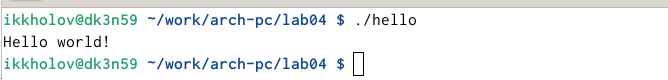 ikkholov@dk3n59 ~/work/arch-pc/lab04 $ ./hello
Hello world!
ikkholov@dk3n59 ~/work/arch-pc/lab04 $